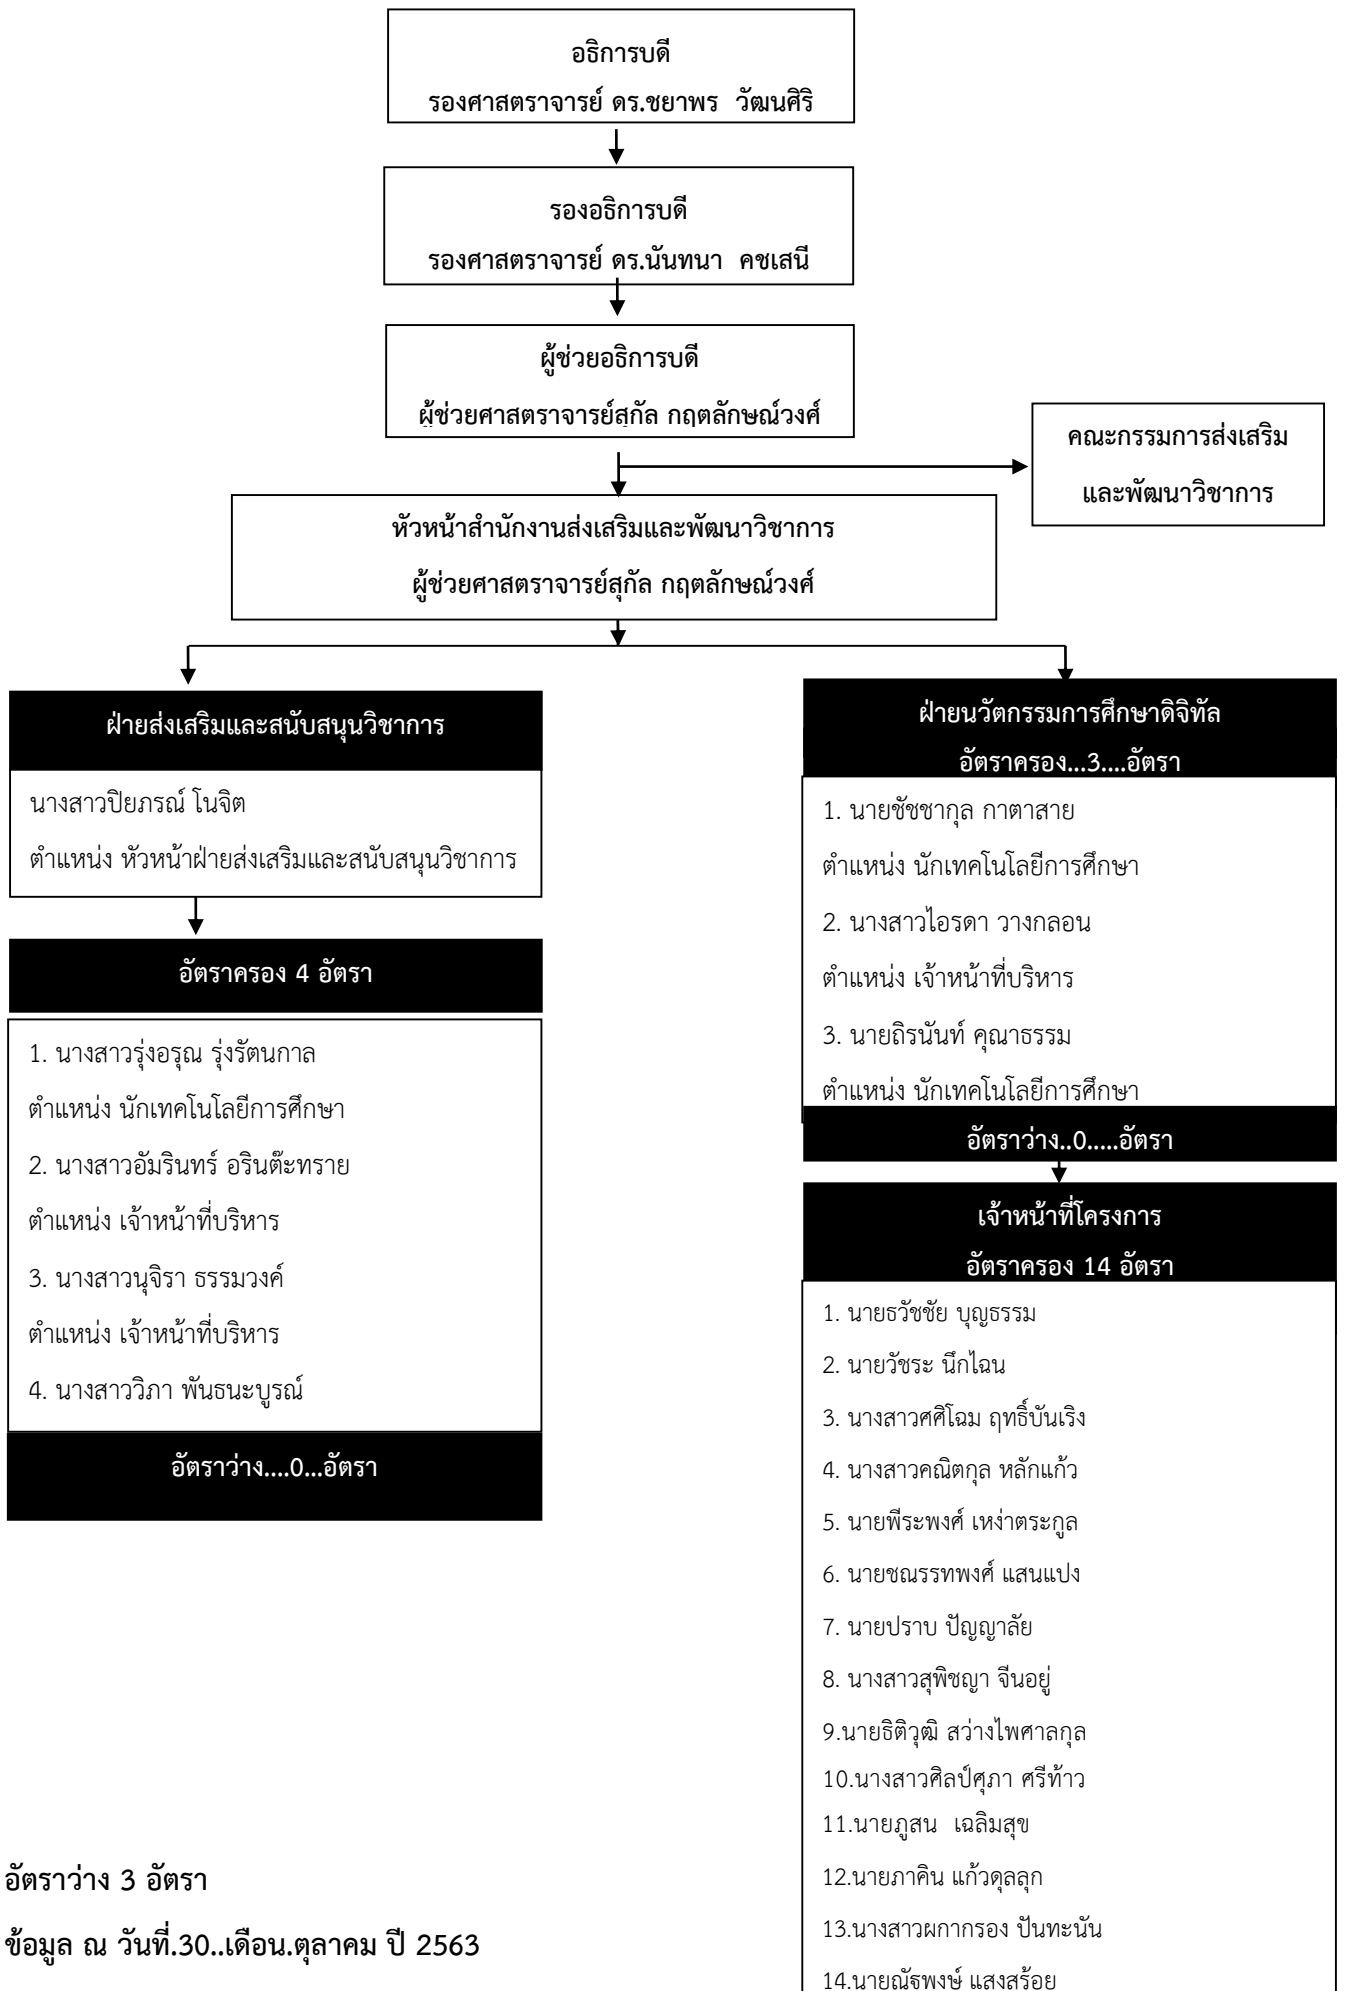 อธิการบดี
รองศาสตราจารย์ ดร.ชยาพร วัฒนศิริ
รองอธิการบดี
รองศาสตราจารย์ ดร.นันทนา คชเสนี
ผู้ช่วยอธิการบดี
ผู้ช่วยศาสตราจารย์สุกัล กฤตลักษณ์วงศ์
คณะกรรมการส่งเสริม
และพัฒนาวิชาการ
หัวหน้าสำนักงานส่งเสริมและพัฒนาวิชาการ
ผู้ช่วยศาสตราจารย์สุกัล กฤตลักษณ์วงศ์
ฝ่ายส่งเสริมและสนับสนุนวิชาการ
นางสาวปิยภรณ์ โนจิต
ตำแหน่ง หัวหน้าฝ่ายส่งเสริมและสนับสนุนวิชาการ
อัตราครอง 4 อัตรา
1. นางสาวรุ่งอรุณ รุ่งรัตนกาล
ตำแหน่ง นักเทคโนโลยีการศึกษา
2. นางสาวอัมรินทร์ อรินต๊ะทราย
ตำแหน่ง เจ้าหน้าที่บริหาร
3. นางสาวนุจิรา ธรรมวงค์
ตำแหน่ง เจ้าหน้าที่บริหาร
4. นางสาววิภา พันธนะบูรณ์
อัตราว่าง....0...อัตรา
ฝ่ายนวัตกรรมการศึกษาดิจิทัล
อัตราครอง...3....อัตรา
1. นายชัชชากุล กาตาสาย
ตำแหน่ง นักเทคโนโลยีการศึกษา
2. นางสาวไอรดา วางกลอน
ตำแหน่ง เจ้าหน้าที่บริหาร
3. นายถิรนันท์ คุณาธรรม
ตำแหน่ง นักเทคโนโลยีการศึกษา
อัตราว่าง..0.....อัตรา
เจ้าหน้าที่โครงการ
อัตราครอง 14 อัตรา
1. นายธวัชชัย บุญธรรม
2. นายวัชระ นึกไฉน
3. นางสาวศศิโฉม ฤทธิ์บันเริง
4. นางสาวคณิตกุล หลักแก้ว
5. นายพีระพงศ์ เหง่าตระกูล
6. นายชณรรทพงศ์ แสนแปง
7. นายปราบ ปัญญาลัย
8. นางสาวสุพิชญา จีนอยู่
9.นายธิติวุฒิ สว่างไพศาลกุล
10.นางสาวศิลป์ศุภา ศรีท้าว
11.นายภูสน เฉลิมสุข
12.นายภาคิน แก้วดุลลุก
13.นางสาวผกากรอง ปันทะนัน
14.นายณัฐพงษ์ แสงสร้อย
อัตราว่าง 3 อัตรา
ข้อมูล ณ วันที่.30..เดือน.ตุลาคม ปี 2563